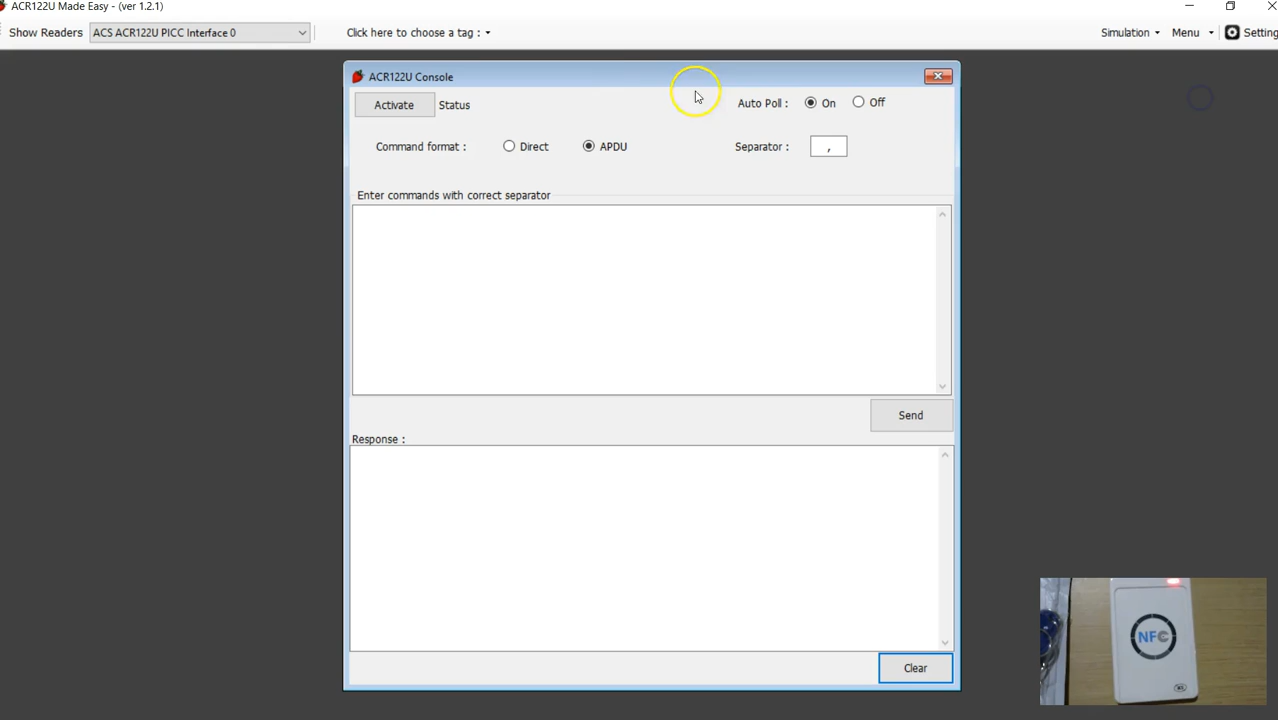 ACR122U Made Easy - (ver 1.2.1)
Show Readers ACS ACR122U PICC Interface 0 Click here to choose a tag : Simulation Menu Setting
ACR122U Console
Activate Status Auto Poll : On Off
Command format : Direct APDU Separator : ,
Enter commands with correct separator
Send
Response :
NFC
Clear